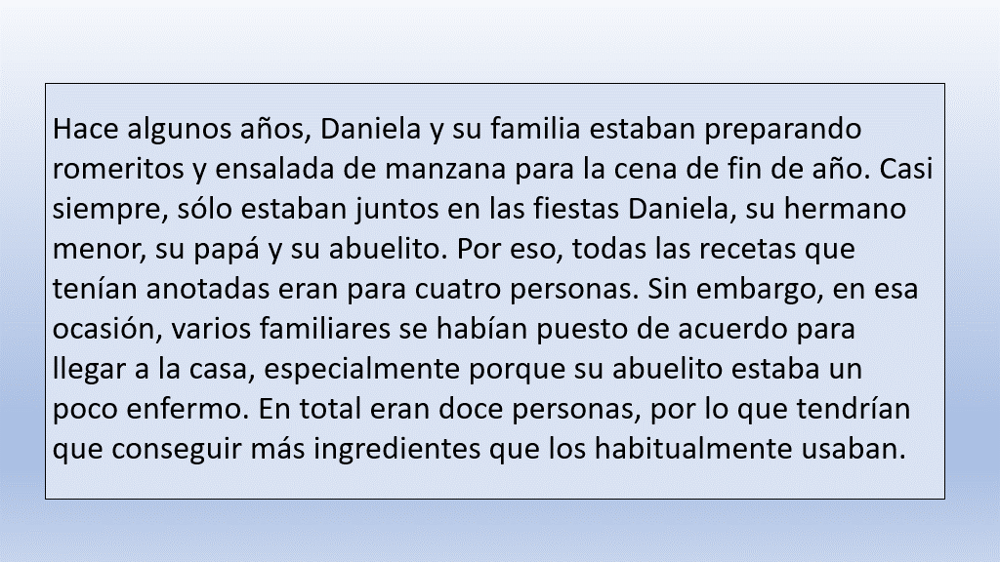 Hace algunos años, Daniela y su familia estaban preparando
romeritos y ensalada de manzana para la cena de fin de año. Casi
siempre, sólo estaban juntos en las fiestas Daniela, su hermano
menor, su papá y su abuelito. Por eso, todas las recetas que
tenían anotadas eran para cuatro personas. Sin embargo, en esa
ocasión, varios familiares se habían puesto de acuerdo para
llegar a la casa, especialmente porque su abuelito estaba un
poco enfermo. En total eran doce personas, por lo que tendrían
que conseguir más ingredientes que los habitualmente usaban.